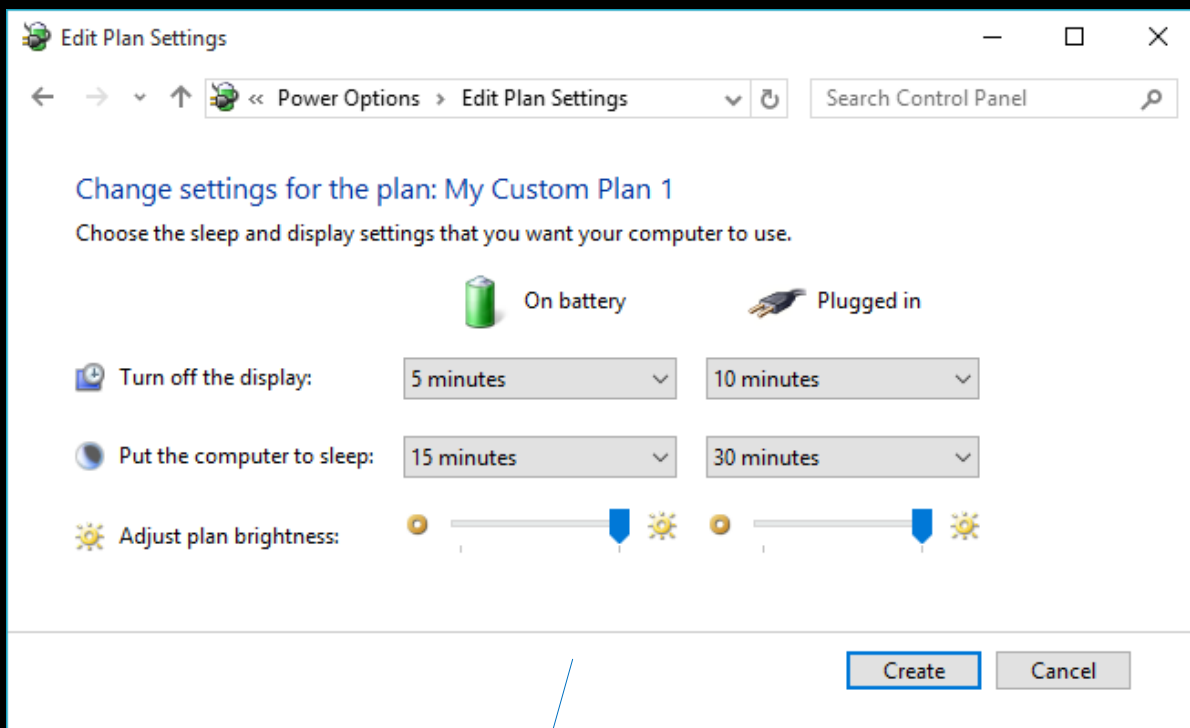 Edit Plan Settings
« Power Options › Edit Plan Settings
Search Control Panel
Change settings for the plan: My Custom Plan 1
Choose the sleep and display settings that you want your computer to use.
On battery Plugged in
Turn off the display: 5 minutes 10 minutes
Put the computer to sleep: 15 minutes 30 minutes
Adjust plan brightness:
Create Cancel